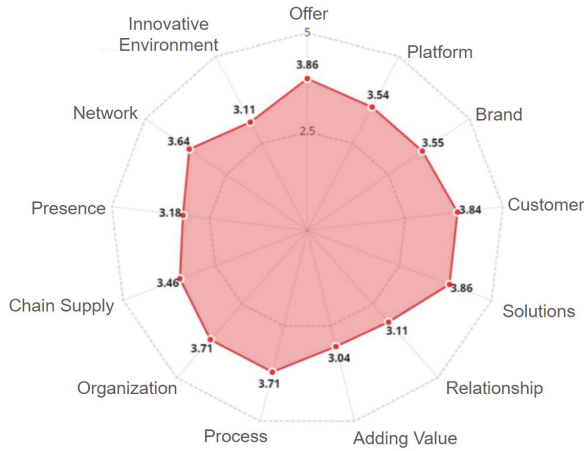 Offer
5
Innovative
Environment
Platform
3.86
3.54
3.11
Network
Brand
2.5
3.64
3.55
Presence
3.18
3.84
Customer
Chain Supply
3.46
3.86
Solutions
3.71
3.11
Organization
3.71
3.04
Relationship
Process
Adding Value